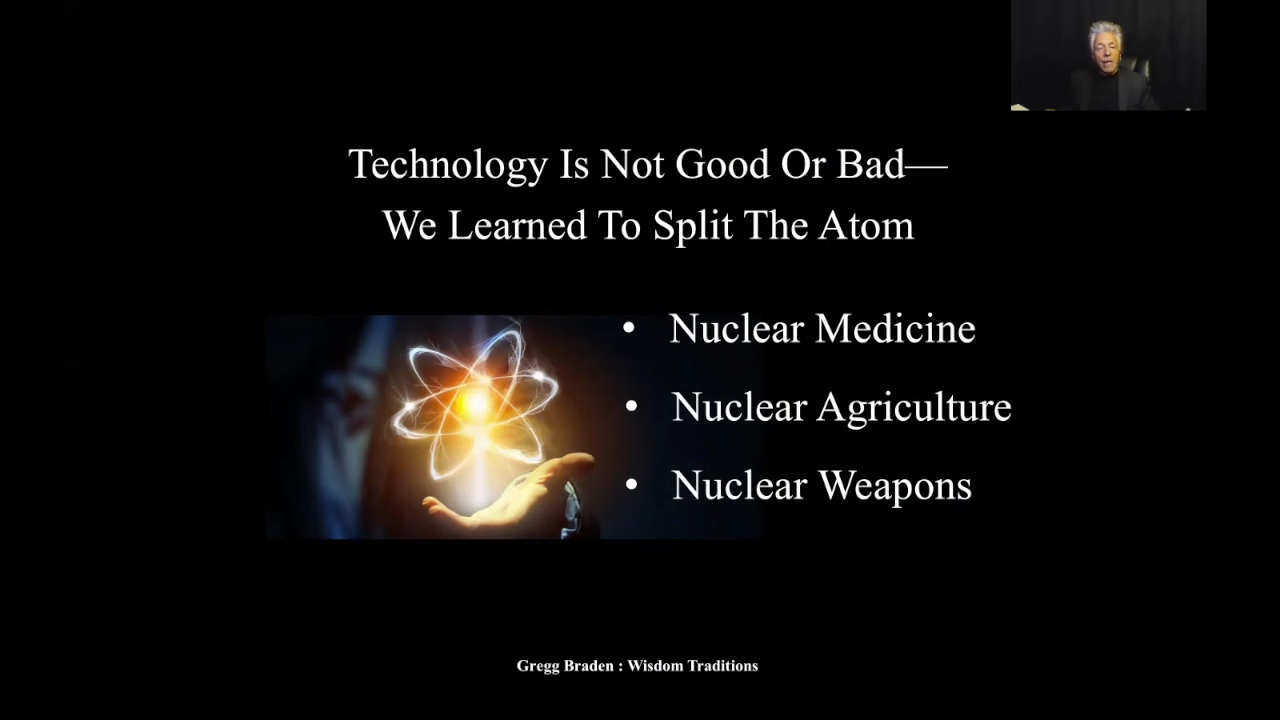 Technology Is Not Good Or Bad—
We Learned To Split The Atom
• Nuclear Medicine
• Nuclear Agriculture
• Nuclear Weapons
Gregg Braden : Wisdom Traditions